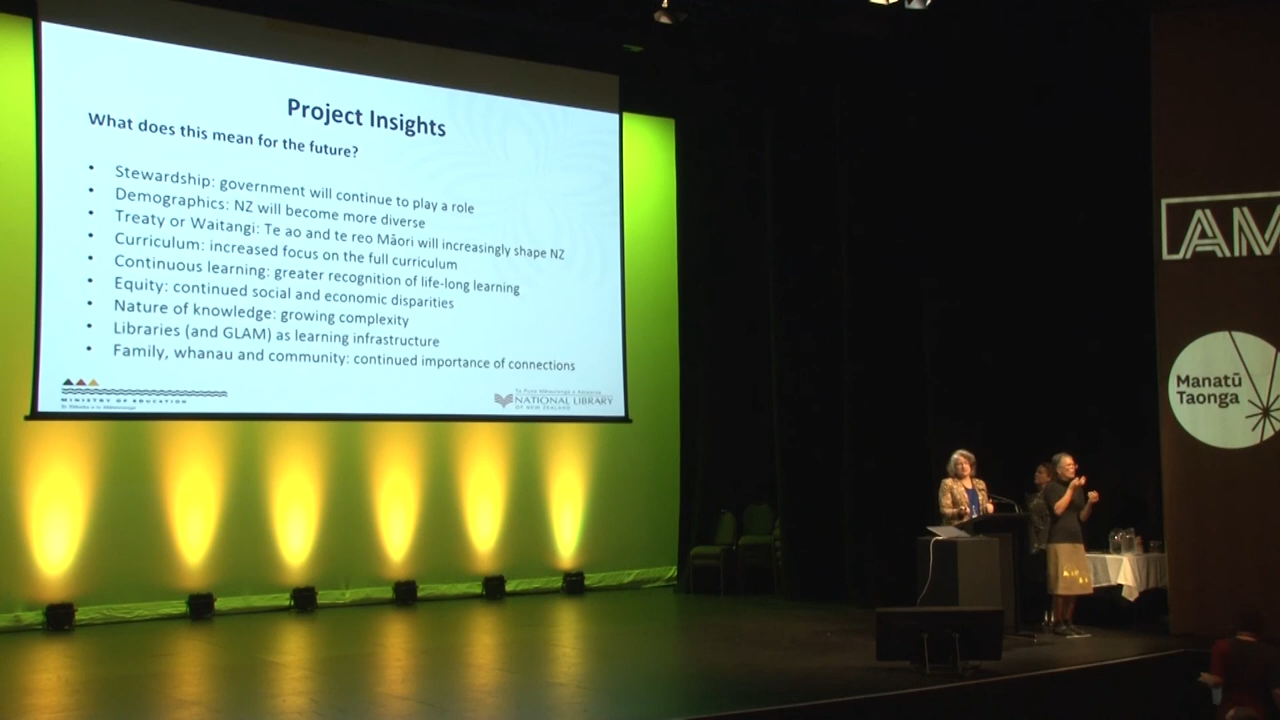 Project Insights
What does this mean for the future?
• Stewardship: government will continue to play a role
• Demographics: NZ will become more diverse
• Treaty or Waitangi: Te ao and te reo Māori will increasingly shape NZ
• Curriculum: increased focus on the full curriculum
• Continuous learning: greater recognition of life-long learning
• Equity: continued social and economic disparities
• Nature of knowledge: growing complexity
• Libraries (and GLAM) as learning infrastructure
• Family, whanau and community: continued importance of connections
MINISTRY OF EDUCATION
NATIONAL LIBRARY
OF NEW ZEALAND
AM
Manatū
Taonga